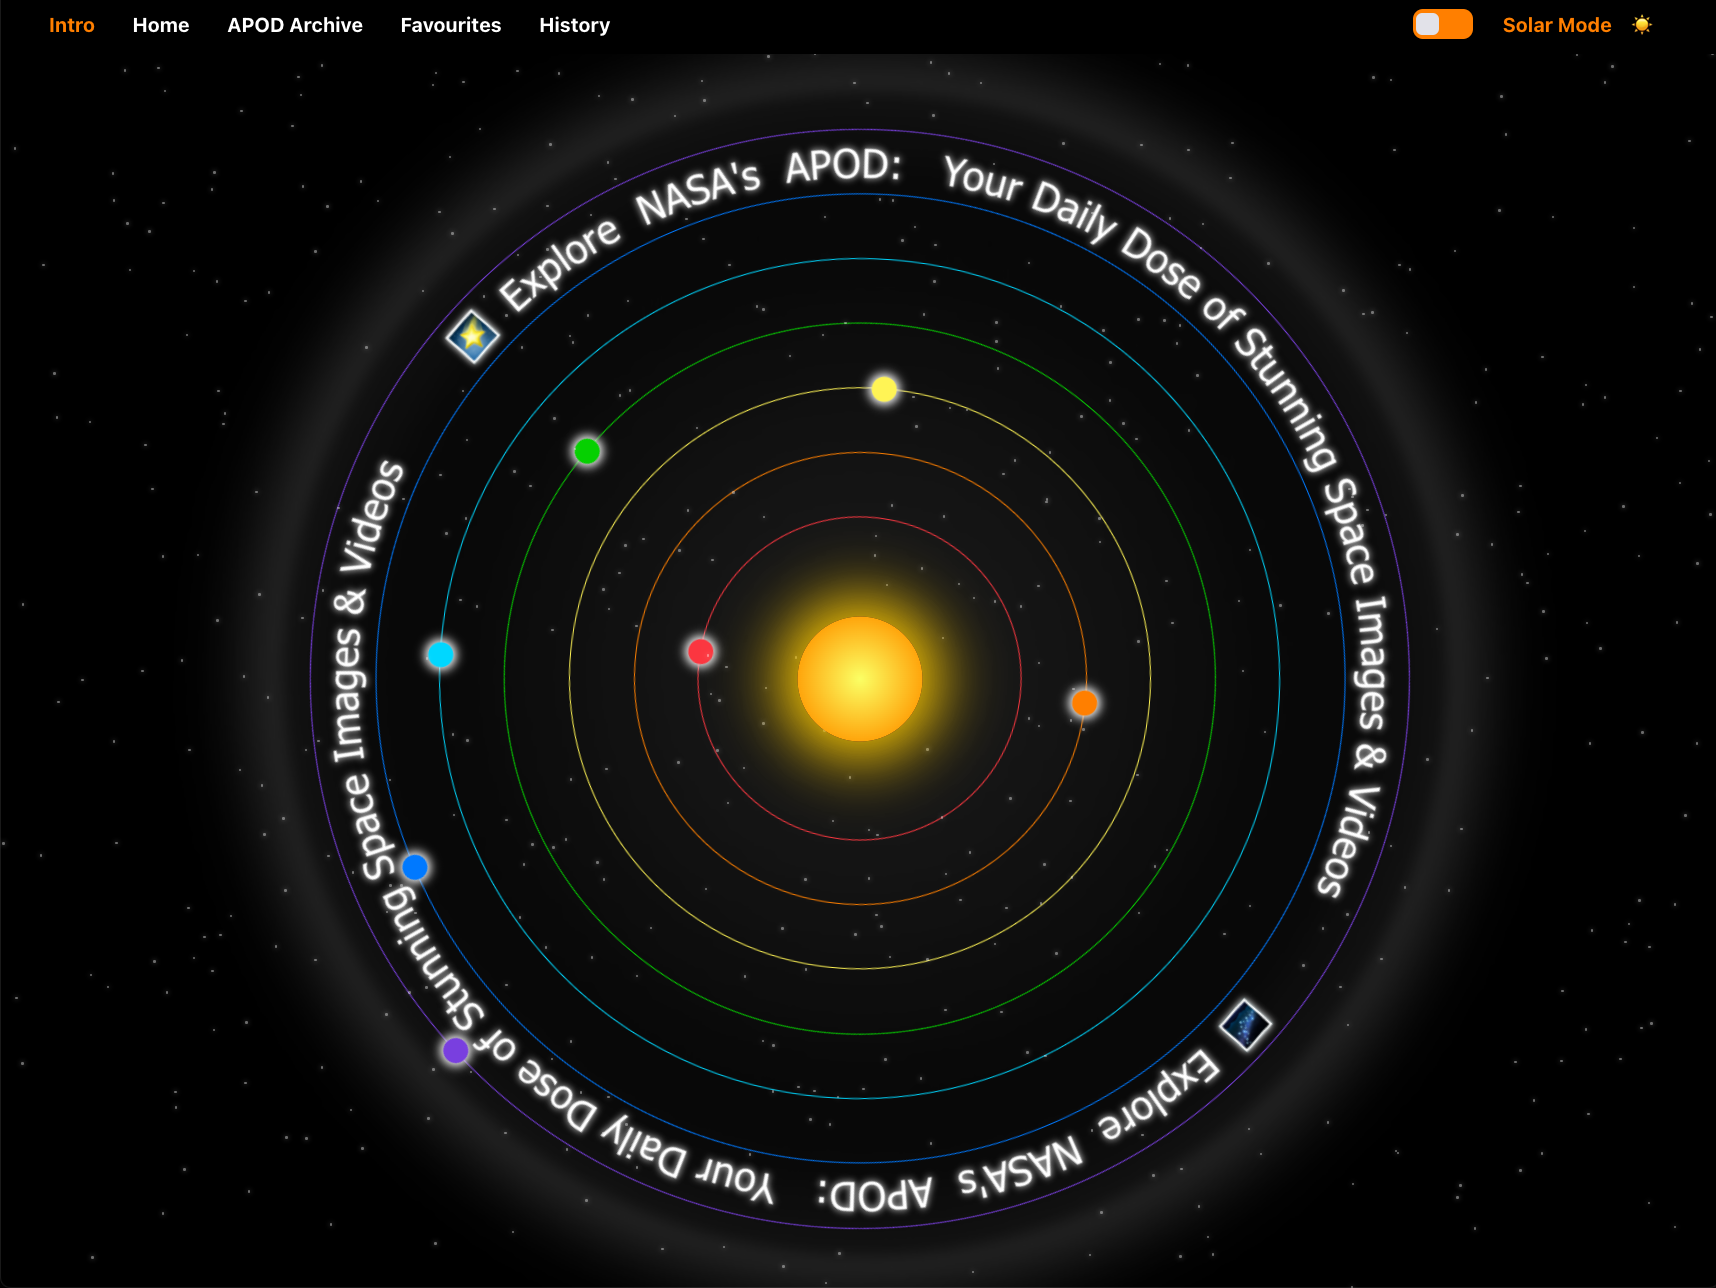 Intro
Home
APOD Archive
Favourites
History
Solar Mode
Explore NASA's APOD: Your Daily Dose of Stunning Space Images & Videos
Explore NASA's APOD: Your Daily Dose of Stunning Space Images & Videos